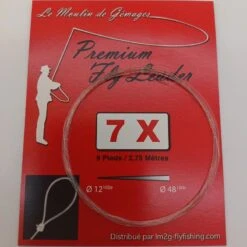 Le Moulin de Gémages
Premium
Fly Leader
7 X
9 Pieds / 2,75 Mètres
Ø 12 Ø 48
Distribué par lm2g-flyfishing.com